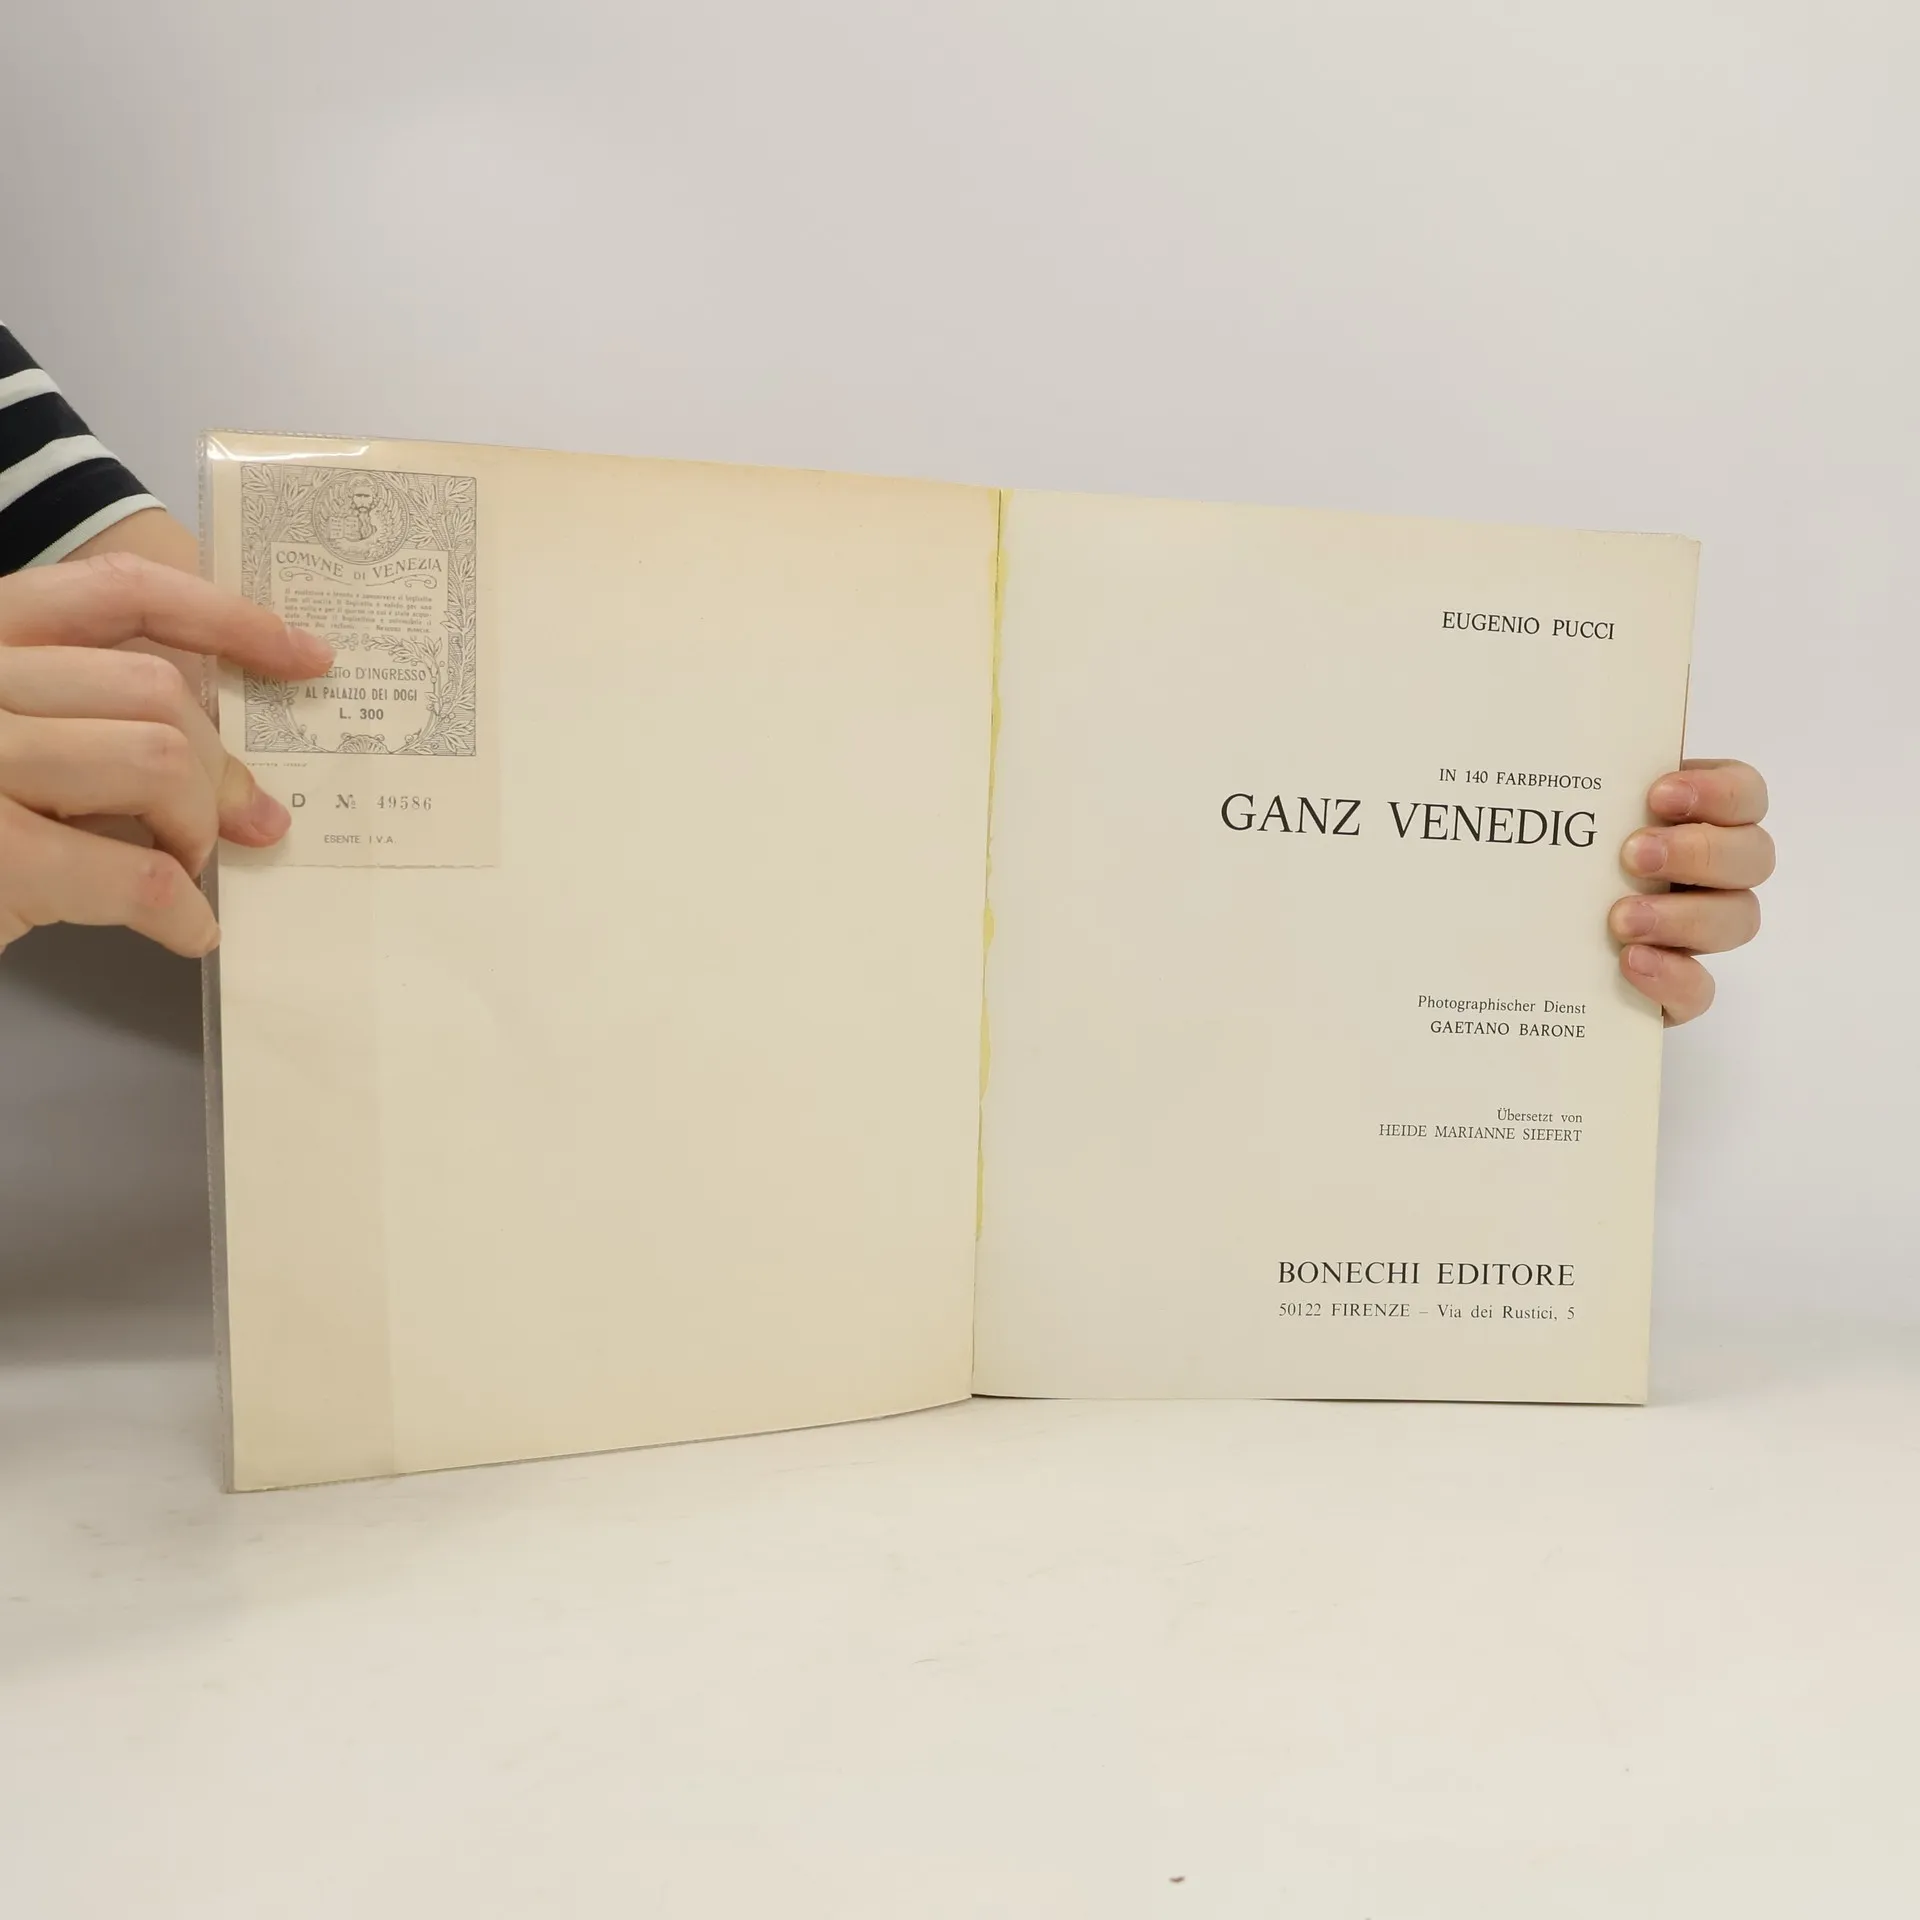 COMVNE DI VENEZIA
D'INGRESSO
AL PALAZZO DEI DOGI
L. 300
D Nº 49586
ESENTE I.V.A.
EUGENIO PUCCI
IN 140 FARBPHOTOS
GANZ VENEDIG
Photographischer Dienst
GAETANO BARONE
Übersetzt von
HEIDE MARIANNE SIEFERT
BONECHI EDITORE
50122 FIRENZE – Via dei Rustici, 5